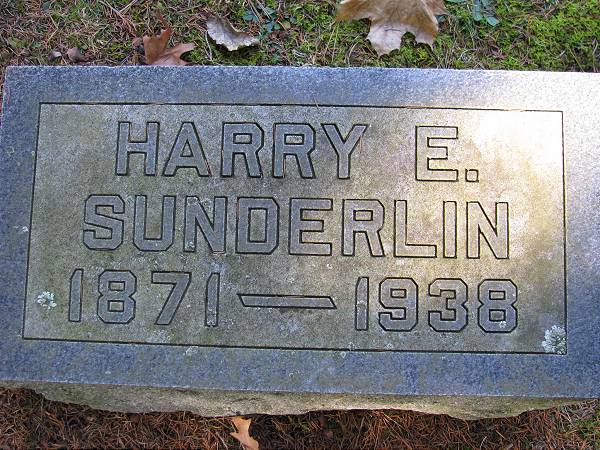 HARRY E.
SUNDERLIN
1871 — 1938